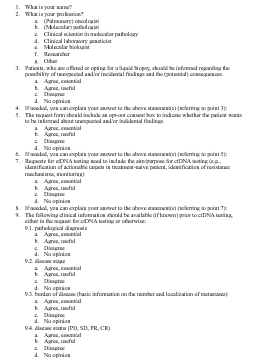 1. What is your name?
2. What is your profession?
a. (Pulmonary) oncologist
b. (Molecular) pathologist
c. Clinical scientist in molecular pathology
d. Clinical laboratory geneticist
e. Molecular biologist
f. Researcher
g. Other
3. Patients, who are offered or opting for a liquid biopsy, should be informed regarding the
possibility of unexpected and/or incidental findings and the (potential) consequences.
a. Agree, essential
b. Agree, useful
c. Disagree
d. No opinion
4. If needed, you can explain your answer to the above statement(s) (referring to point 3):
5. The request form should include an opt-out consent box to indicate whether the patient wants
to be informed about unexpected and/or incidental findings.
a. Agree, essential
b. Agree, useful
c. Disagree
d. No opinion
6. If needed, you can explain your answer to the above statement(s) (referring to point 5):
7. Requests for ctDNA testing need to include the aim/purpose for ctDNA testing (e.g.,
identification of actionable targets in treatment-naive patient, identification of resistance
mechanisms, monitoring)
a. Agree, essential
b. Agree, useful
c. Disagree
d. No opinion
8. If needed, you can explain your answer to the above statement(s) (referring to point 7):
9. The following clinical information should be available (if known) prior to ctDNA testing,
either in the request for ctDNA testing or otherwise:
9.1. pathological diagnosis
a. Agree, essential
b. Agree, useful
c. Disagree
d. No opinion
9.2. disease stage
a. Agree, essential
b. Agree, useful
c. Disagree
d. No opinion
9.3. burden of disease (basic information on the number and localization of metastases)
a. Agree, essential
b. Agree, useful
c. Disagree
d. No opinion
9.4. disease status (PD, SD, PR, CR)
a. Agree, essential
b. Agree, useful
c. Disagree
d. No opinion